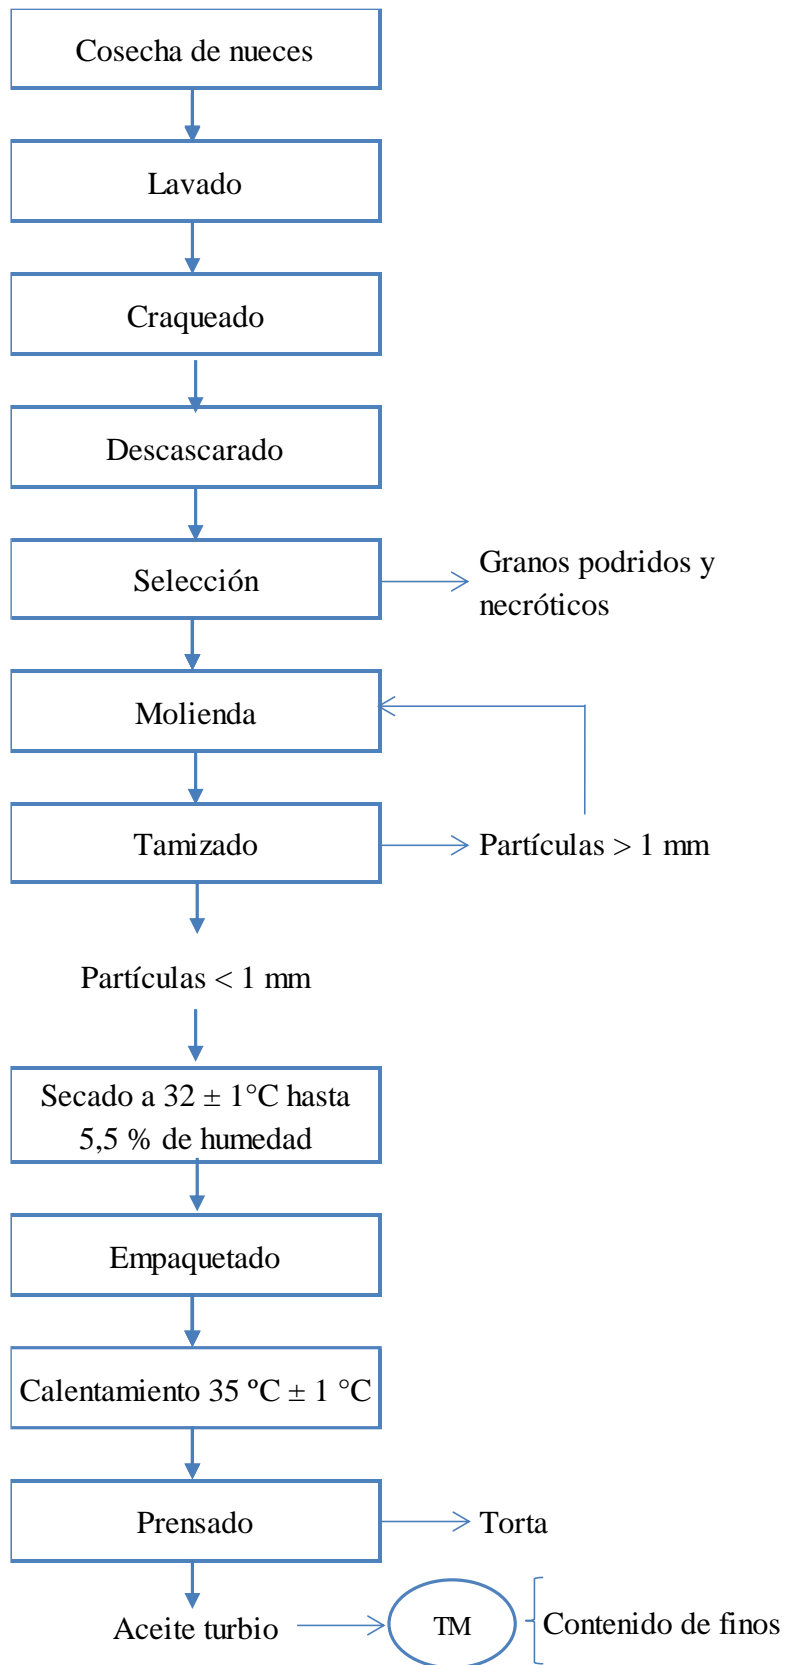 Cosecha de nueces
Lavado
Craqueado
Descascarado
Selección
Granos podridos y
necróticos
Molienda
Tamizado
Partículas > 1 mm
Partículas < 1 mm
Secado a 32 ± 1°C hasta
5,5 % de humedad
Empaquetado
Calentamiento 35 ºC ± 1 °C
Prensado
Torta
Aceite turbio
TM
Contenido de finos